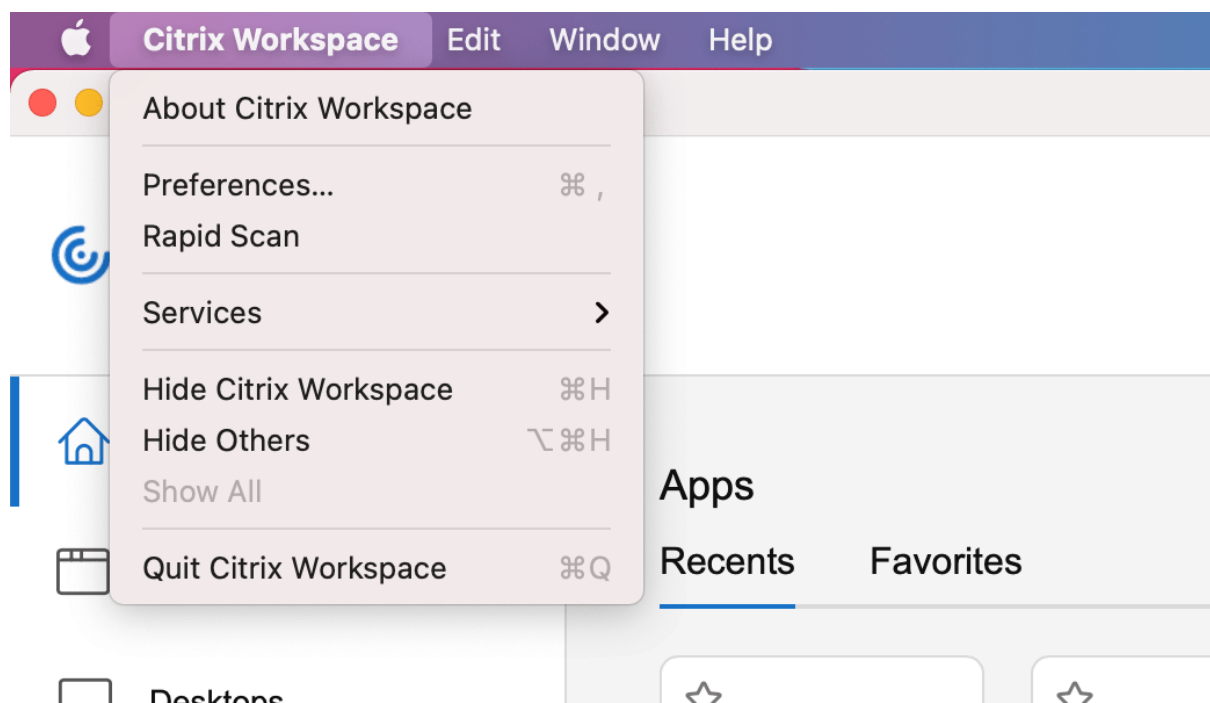 Citrix Workspace Edit Window Help
About Citrix Workspace
Preferences... ⌘ ,
Rapid Scan
Services
Hide Citrix Workspace ⌘H
Hide Others ⌥⌘H
Show All
Quit Citrix Workspace ⌘Q
Apps
Recents Favorites
Desktops